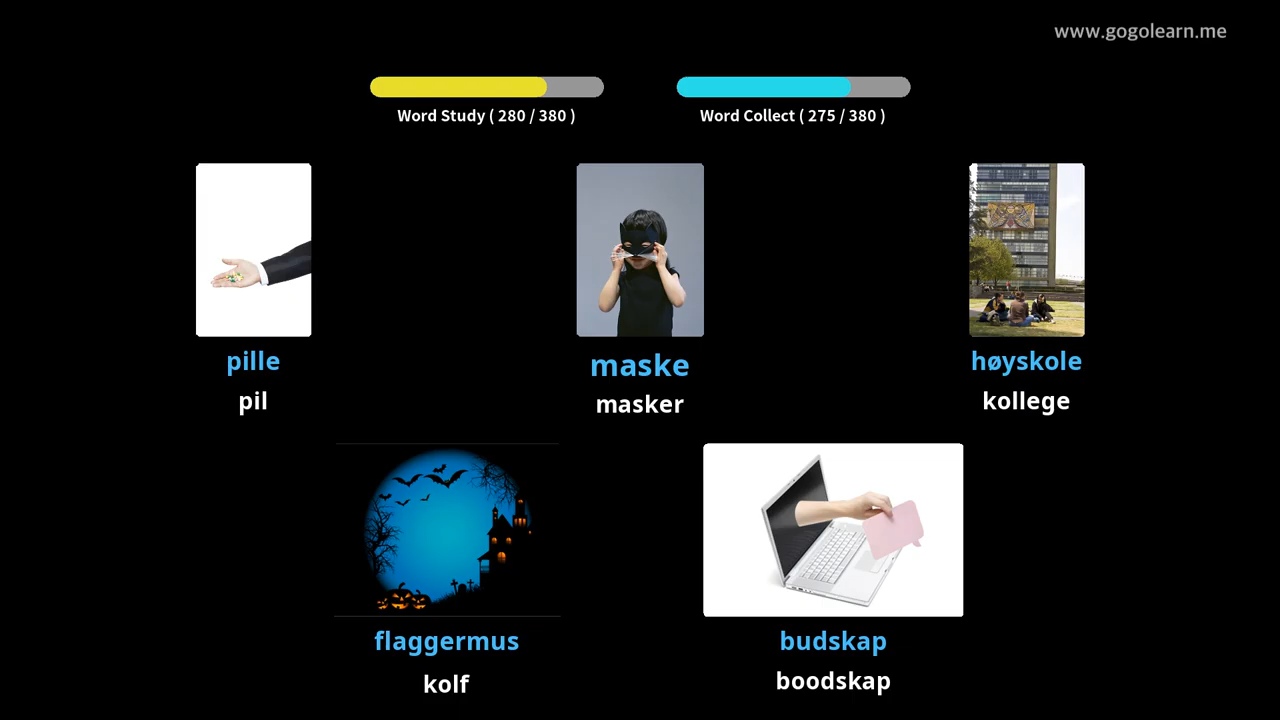 www.gogolearn.me
Word Study ( 280 / 380 )
Word Collect ( 275 / 380 )
pille
maske
høyskole
pil
masker
kollege
flaggermus
budskap
kolf
boodskap